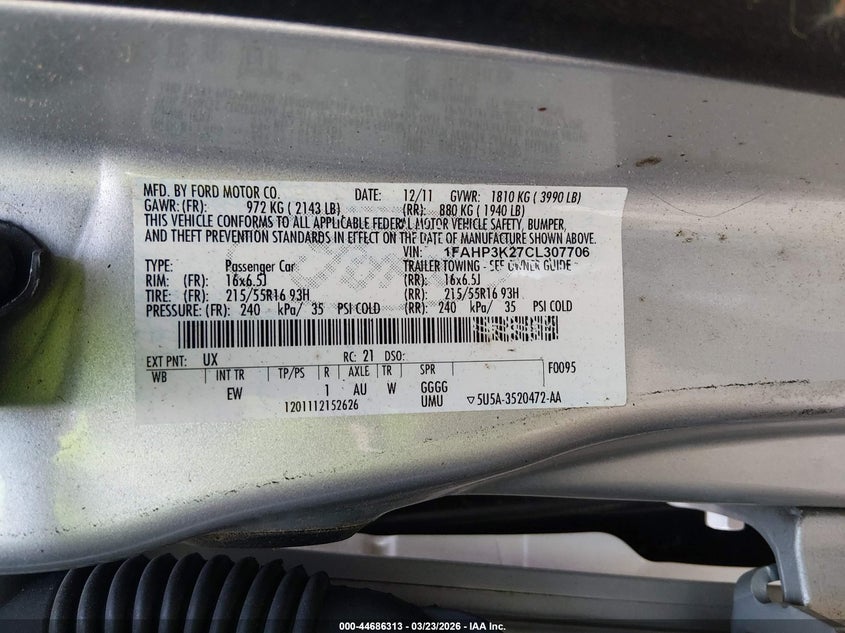 MFD. BY FORD MOTOR CO. DATE: 12/11 GVWR: 1810 KG ( 3990 LB)
GAWR: (FR): 972 KG ( 2143 LB) (RR): 880 KG ( 1940 LB)
THIS VEHICLE CONFORMS TO ALL APPLICABLE FEDERAL MOTOR VEHICLE SAFETY, BUMPER,
AND THEFT PREVENTION STANDARDS IN EFFECT ON THE DATE OF MANUFACTURE SHOWN ABOVE.
VIN: 1FAHP3K27CL307706
TYPE: Passenger Car TRAILER TOWING - SEE OWNER GUIDE -
RIM: (FR): 16x6.5J (RR): 16x6.5J
TIRE: (FR): 215/55R16 93H (RR): 215/55R16 93H
PRESSURE: (FR): 240 kPa/ 35 PSI COLD (RR): 240 kPa/ 35 PSI COLD
EXT PNT: UX RC: 21 DSO:
WB INT TR TP/PS R AXLE TR SPR F0095
EW 1 AU W GGGG
1201112152626 UMU ▽5U5A-3520472-AA
000-44686313 - 03/23/2026 - IAA Inc.